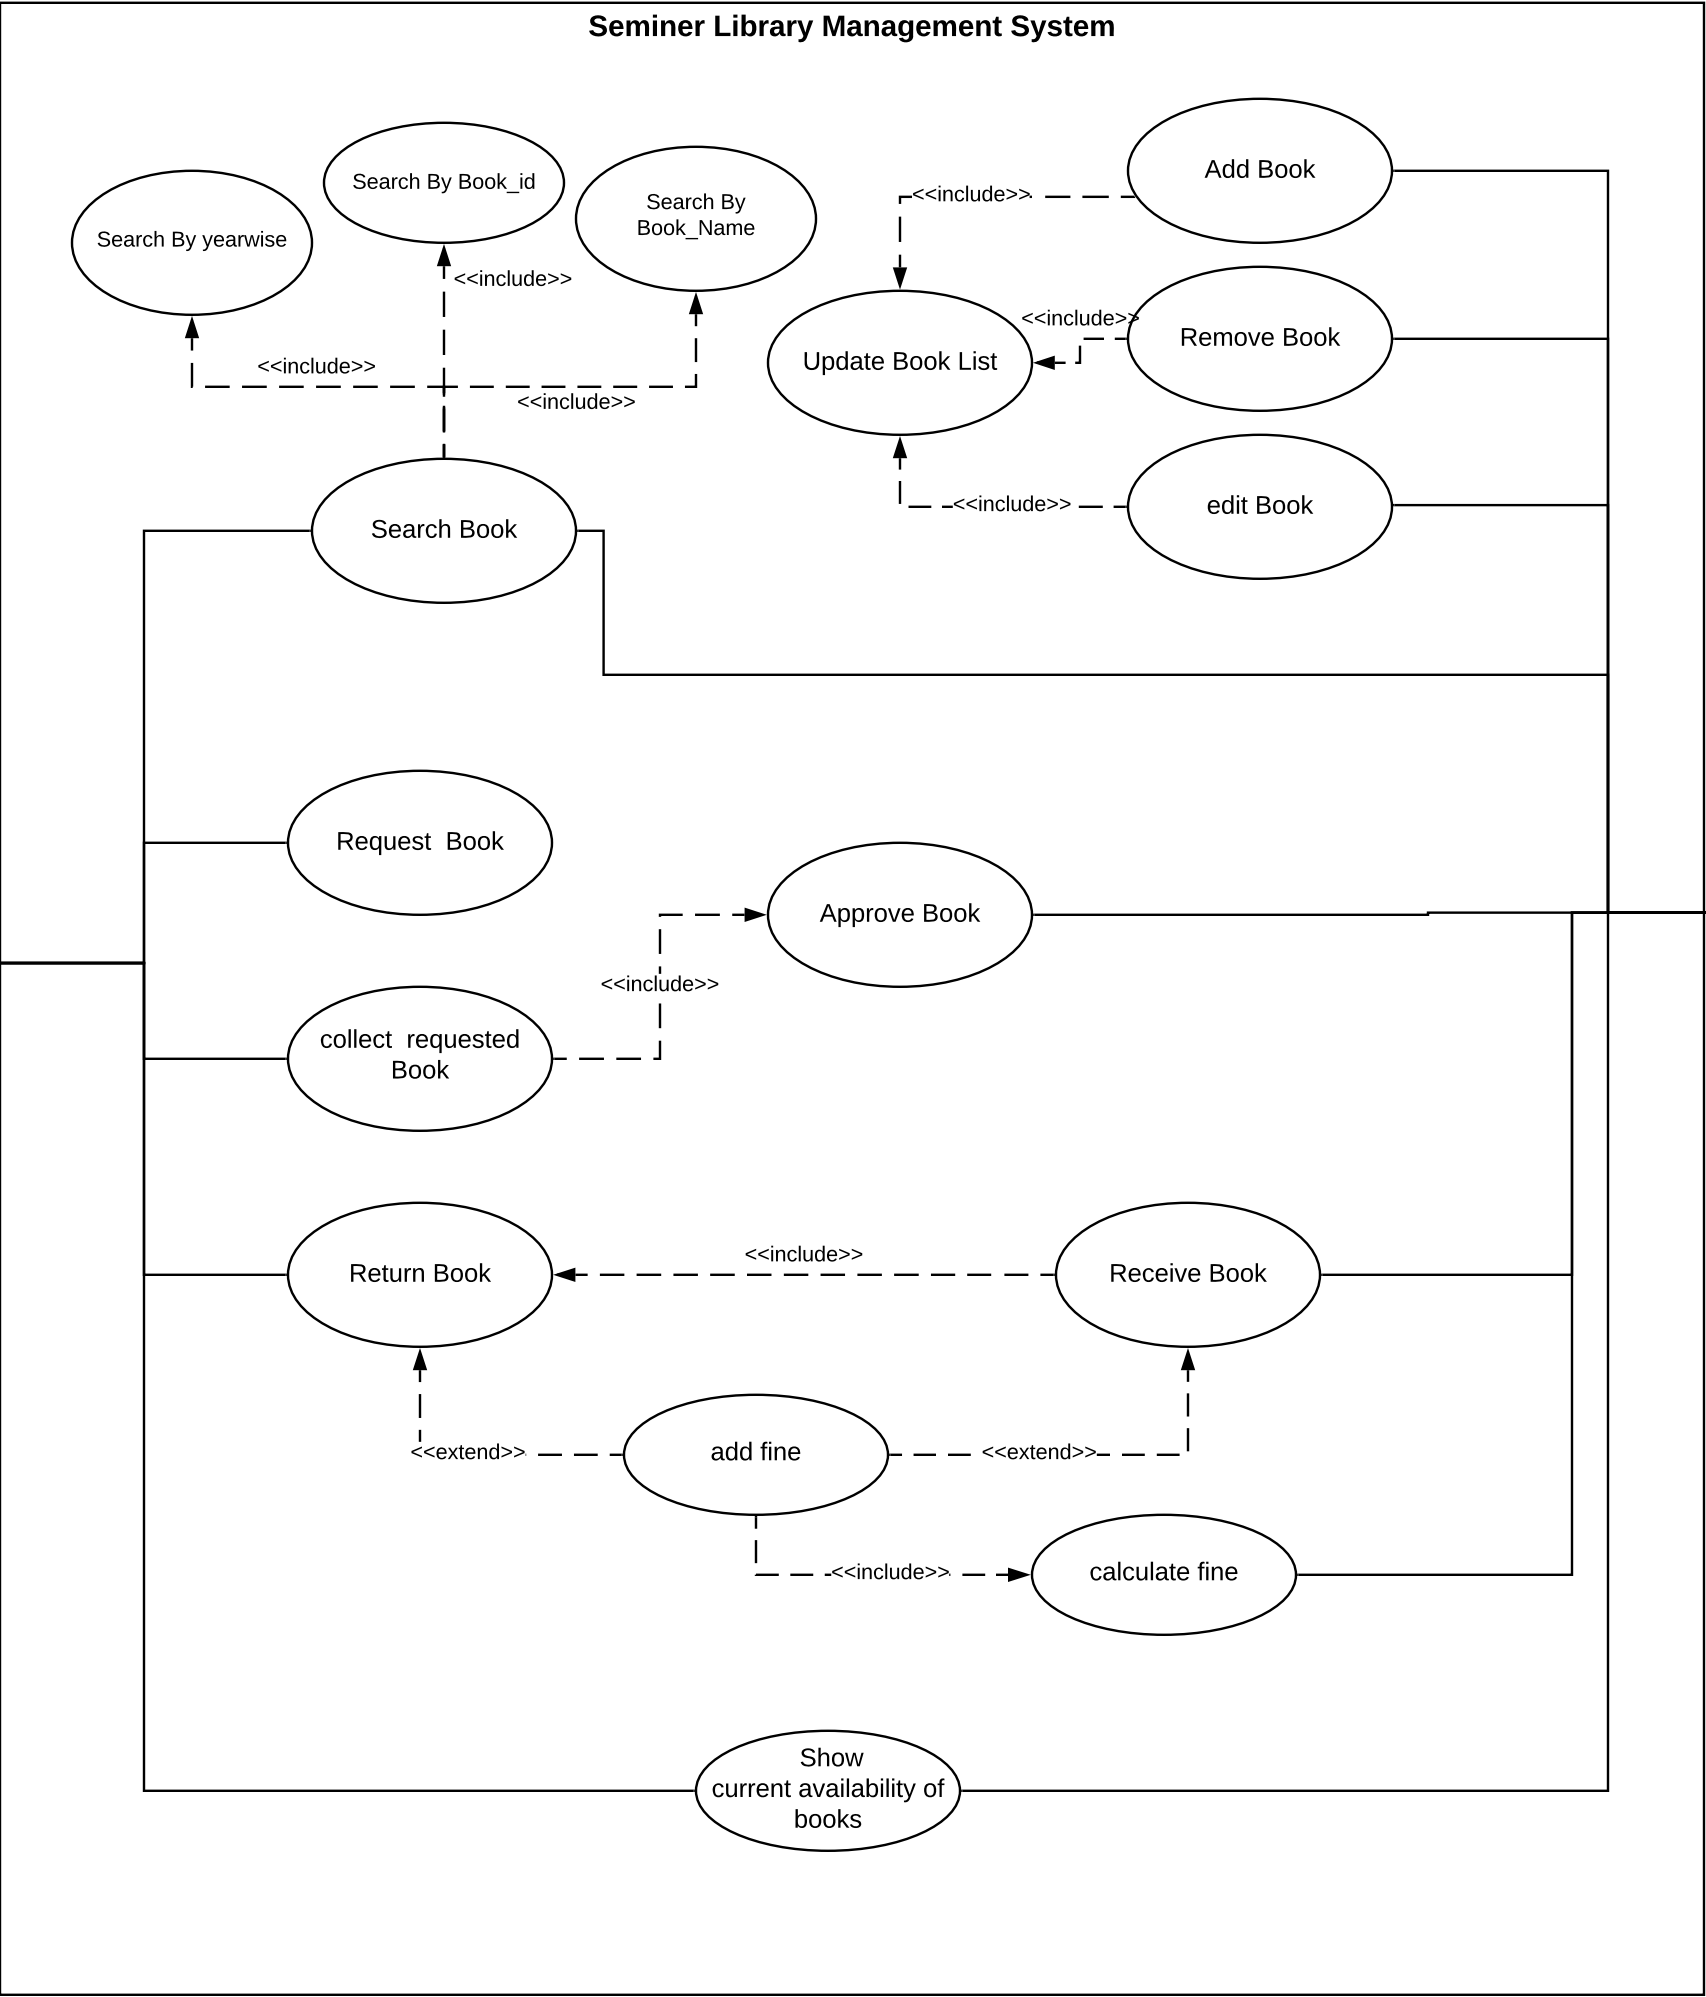 Seminer Library Management System
Search By yearwise
Search By Book_id
Search By
Book_Name
<<include>>
<<include>>
<<include>>
Search Book
Add Book
<<include>>
Remove Book
<<include>>
Update Book List
edit Book
<<include>>
Request  Book
Approve Book
<<include>>
collect  requested
Book
Return Book
<<include>>
Receive Book
<<extend>>
add fine
<<extend>>
<<include>>
calculate fine
Show
current availability of
books